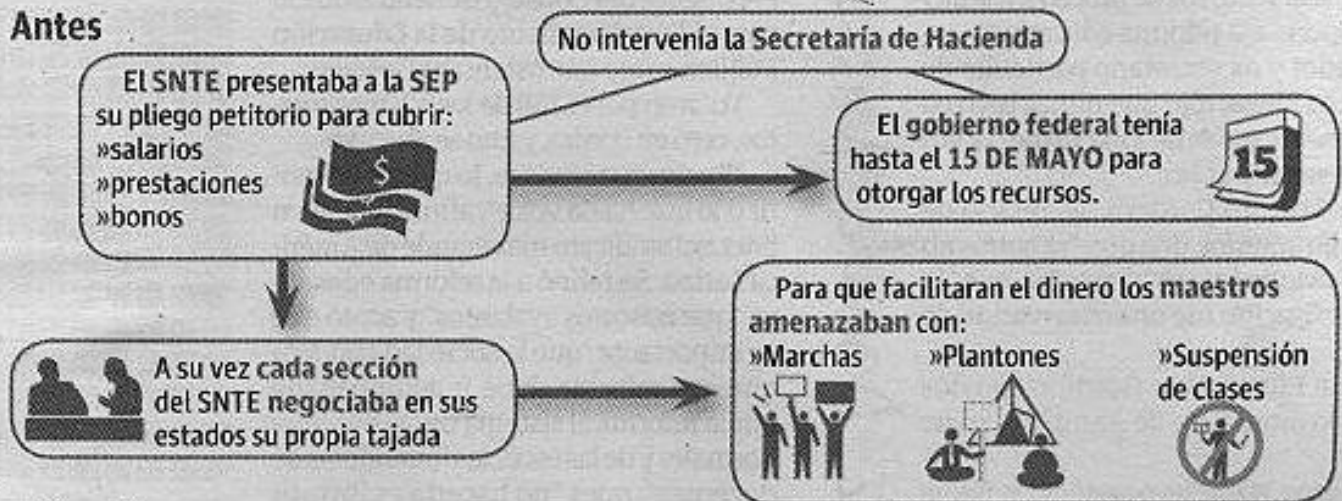 Antes
No intervenía la Secretaría de Hacienda
El SNTE presentaba a la SEP
su pliego petitorio para cubrir:
»salarios
»prestaciones
»bonos
$
El gobierno federal tenía
hasta el 15 DE MAYO para
otorgar los recursos.
15
A su vez cada sección
del SNTE negociaba en sus
estados su propia tajada
Para que facilitaran el dinero los maestros
amenazaban con:
»Marchas
»Plantones
»Suspensión
de clases